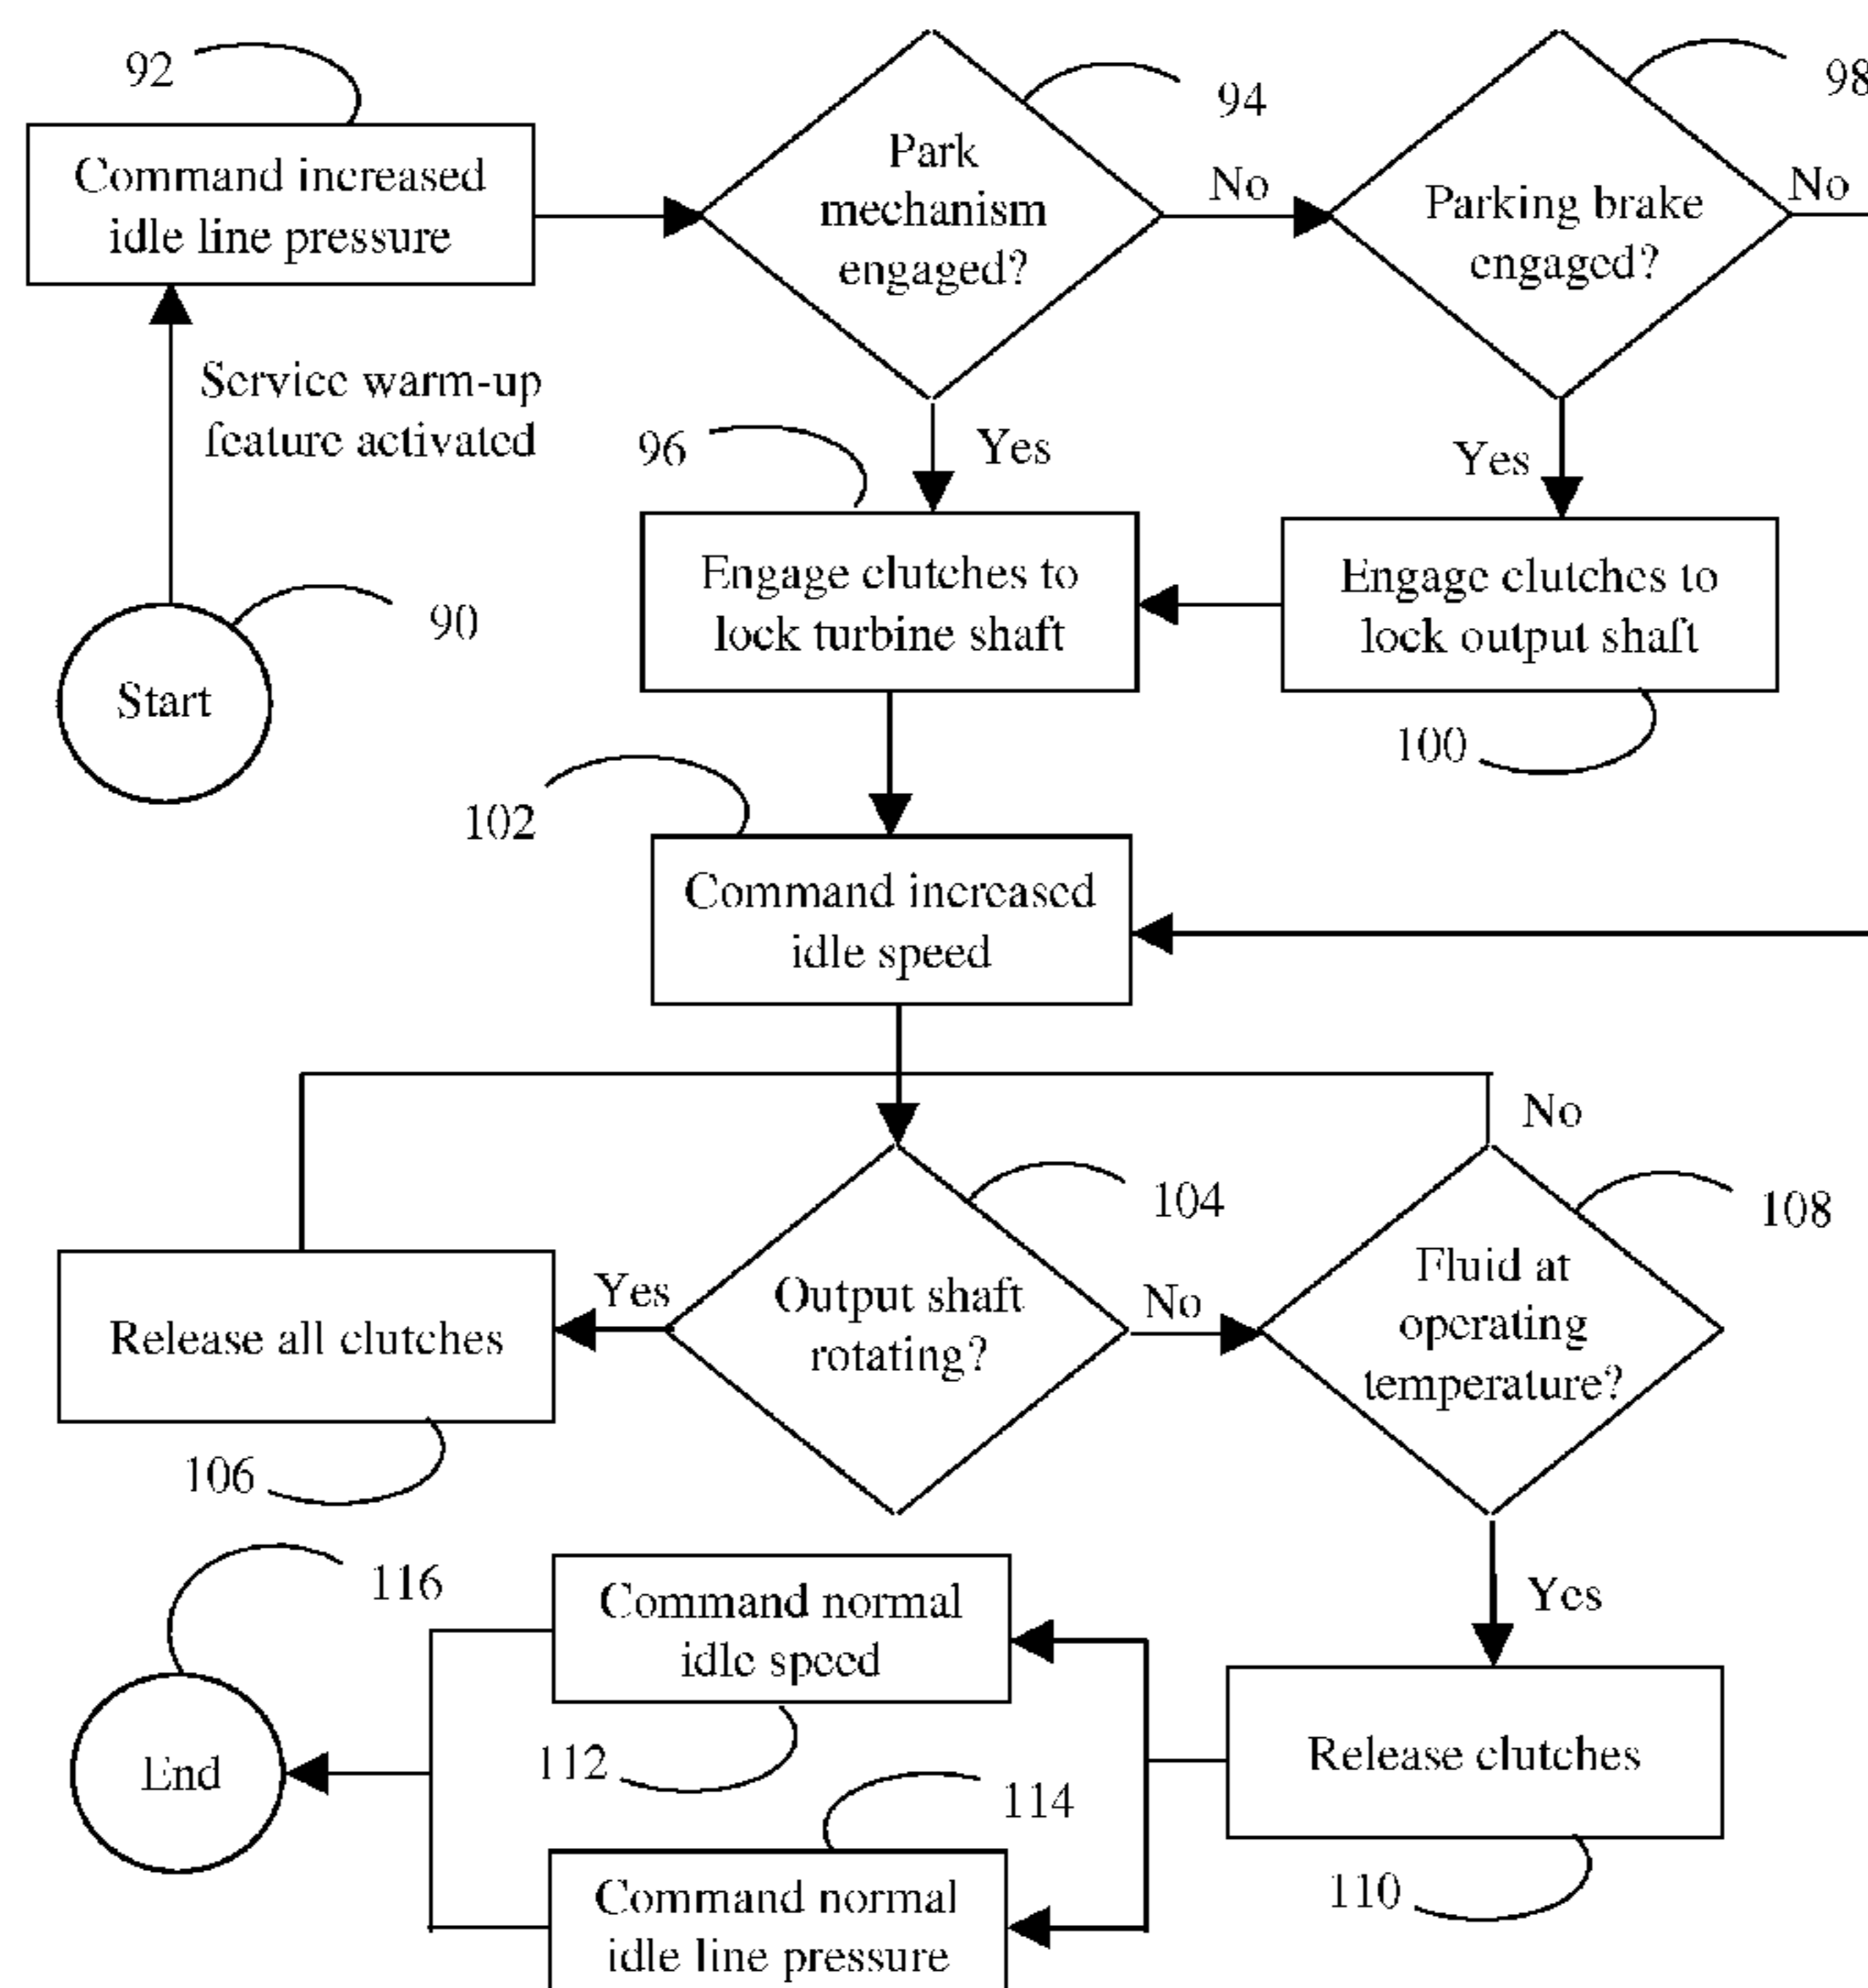 92
Command increased
idle line pressure
94
Park
mechanism
engaged?
No
98
Parking brake
engaged?
No
Service warm-up
feature activated
Yes
Yes
96
Engage clutches to
lock turbine shaft
Engage clutches to
lock output shaft
100
90
Start
102
Command increased
idle speed
No
104
108
Output shaft
rotating?
Yes
No
Fluid at
operating
temperature?
Release all clutches
106
Yes
116
Command normal
idle speed
112
End
Release clutches
110
114
Command normal
idle line pressure